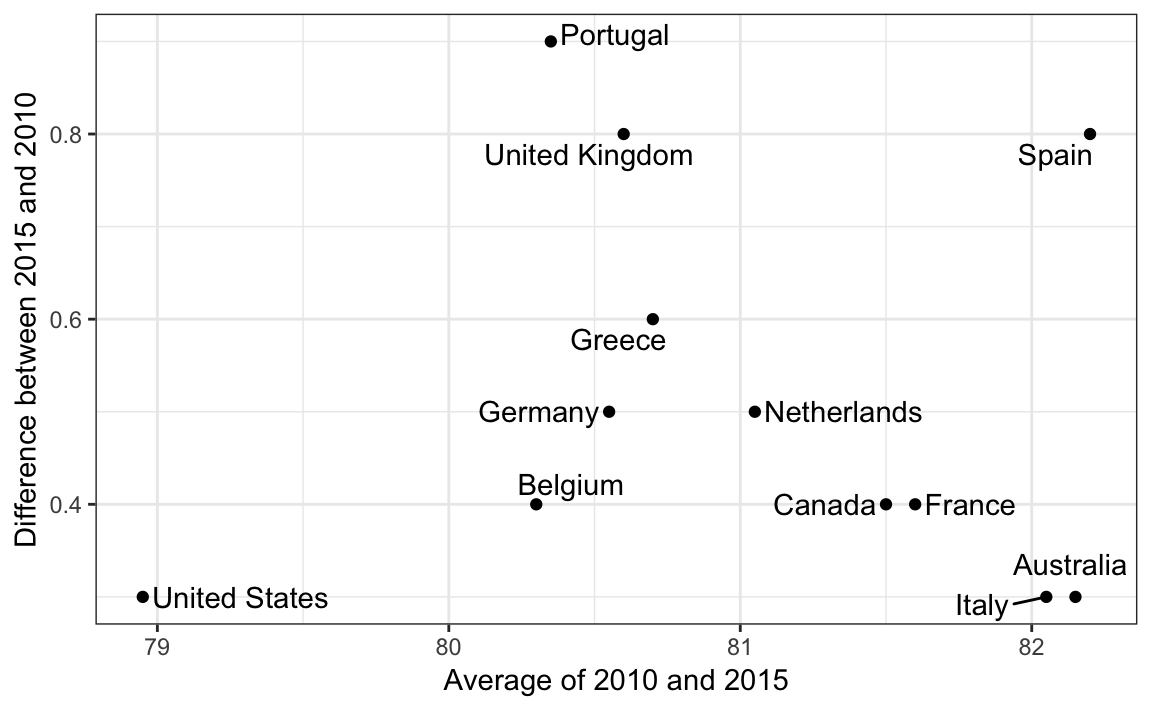 Portugal
0.8
United Kingdom
Spain
0.6
Greece
Germany
Netherlands
Belgium
0.4
Canada
France
Australia
United States
Italy
79
80
81
82
Average of 2010 and 2015
Difference between 2015 and 2010